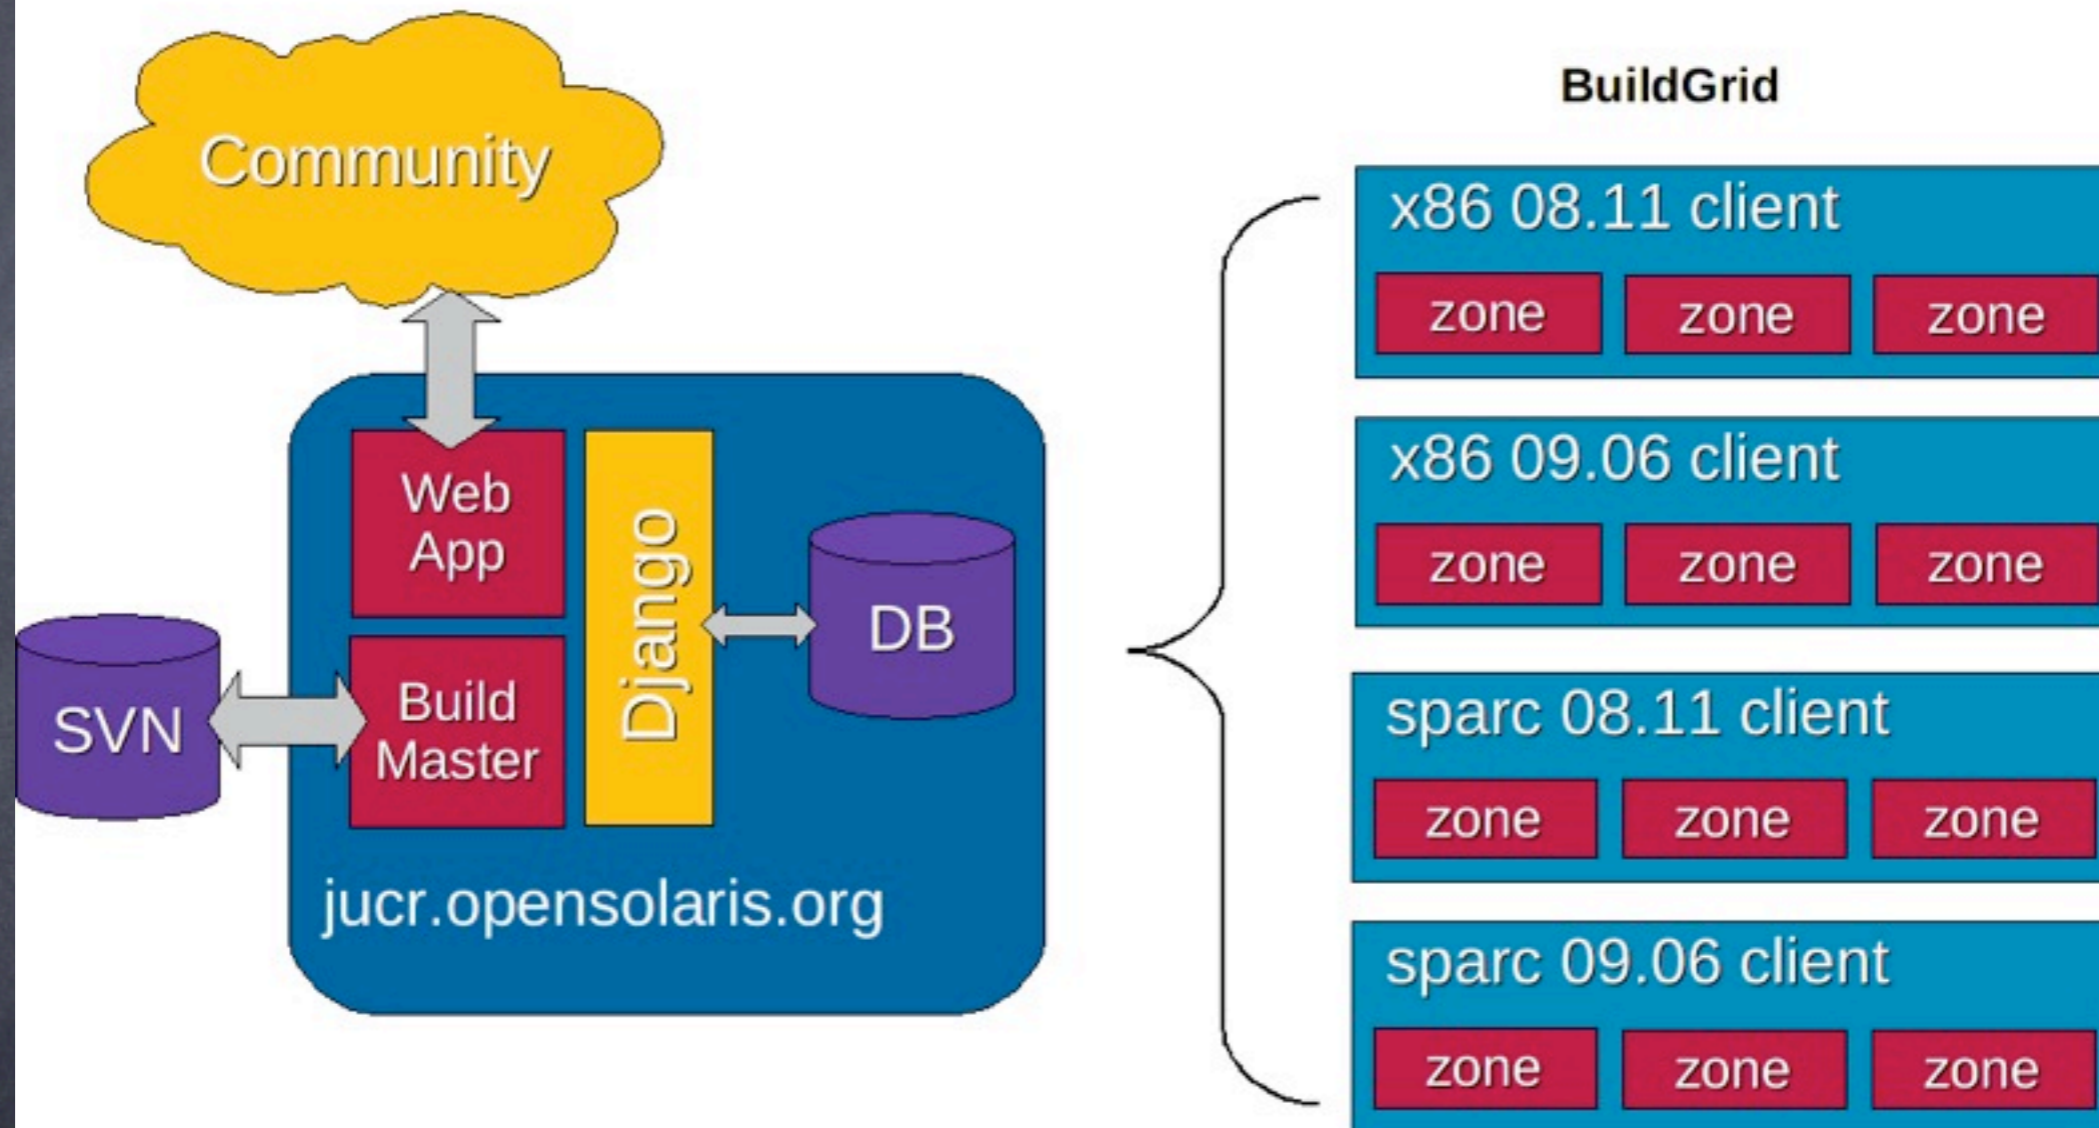 Community
Web
App
Build
Master
Django
DB
SVN
jucr.opensolaris.org
BuildGrid
x86 08.11 client
zone zone zone
x86 09.06 client
zone zone zone
sparc 08.11 client
zone zone zone
sparc 09.06 client
zone zone zone